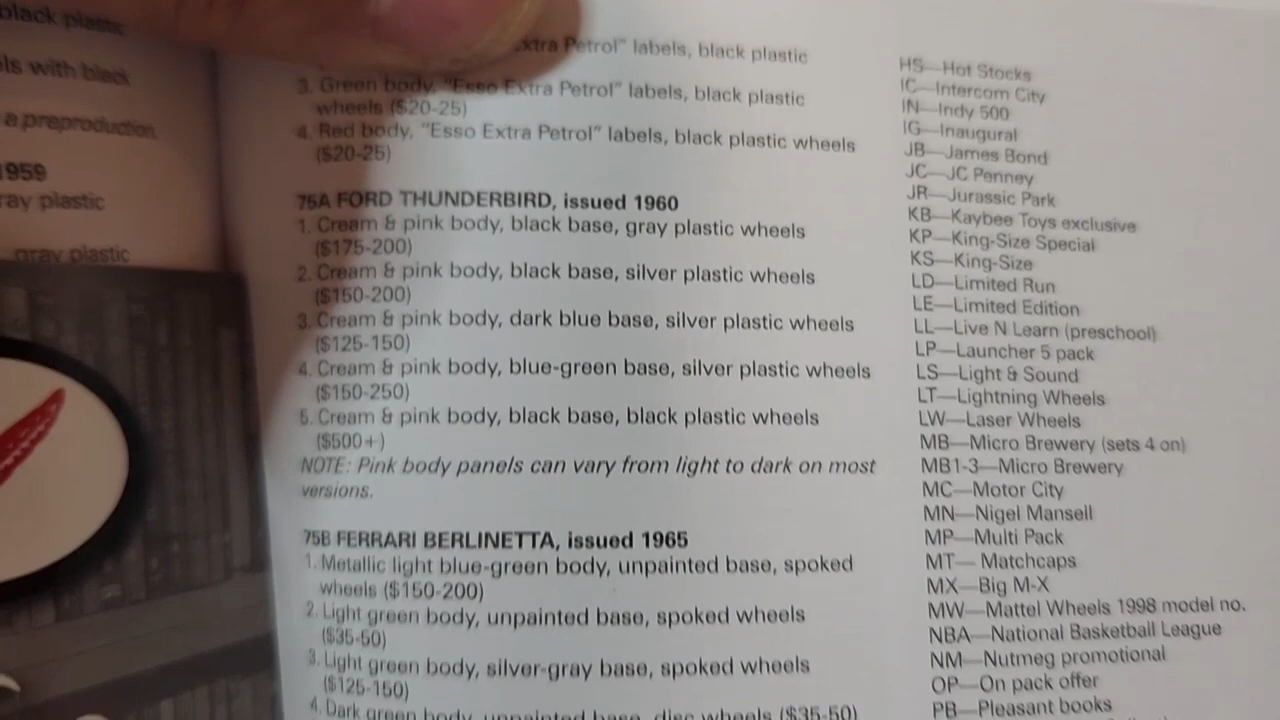 black plastic
els with black
a preproduction
1959
ray plastic
gray plastic
Extra Petrol" labels, black plastic
3. Green body, "Esso Extra Petrol" labels, black plastic
wheels ($20-25)
4. Red body, "Esso Extra Petrol" labels, black plastic wheels
($20-25)
75A FORD THUNDERBIRD, issued 1960
1. Cream & pink body, black base, gray plastic wheels
($175-200)
2. Cream & pink body, black base, silver plastic wheels
($150-200)
3. Cream & pink body, dark blue base, silver plastic wheels
($125-150)
4. Cream & pink body, blue-green base, silver plastic wheels
($150-250)
5. Cream & pink body, black base, black plastic wheels
($500+)
NOTE: Pink body panels can vary from light to dark on most
versions.
75B FERRARI BERLINETTA, issued 1965
1. Metallic light blue-green body, unpainted base, spoked
wheels ($150-200)
2. Light green body, unpainted base, spoked wheels
($35-50)
3. Light green body, silver-gray base, spoked wheels
($125-150)
4. Dark green body, unpainted base, disc wheels ($35-50)
HS—Hot Stocks
IC—Intercom City
IN—Indy 500
IG—Inaugural
JB—James Bond
JC—JC Penney
JR—Jurassic Park
KB—Kaybee Toys exclusive
KP—King-Size Special
KS—King-Size
LD—Limited Run
LE—Limited Edition
LL—Live N Learn (preschool)
LP—Launcher 5 pack
LS—Light & Sound
LT—Lightning Wheels
LW—Laser Wheels
MB—Micro Brewery (sets 4 on)
MB1-3—Micro Brewery
MC—Motor City
MN—Nigel Mansell
MP—Multi Pack
MT— Matchcaps
MX—Big M-X
MW—Mattel Wheels 1998 model no.
NBA—National Basketball League
NM—Nutmeg promotional
OP—On pack offer
PB—Pleasant books